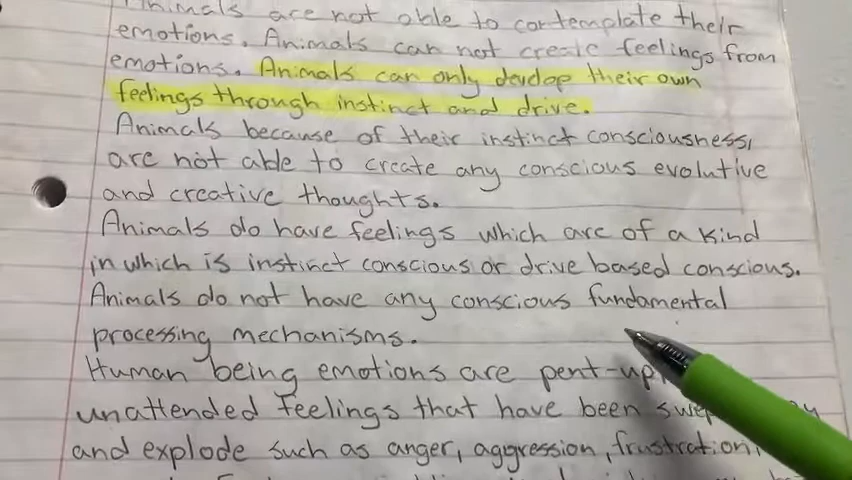 Animals are not able to contemplate their
emotions. Animals can not create feelings from
emotions. Animals can only develop their own
feelings through instinct and drive.
Animals because of their instinct consciousness,
are not able to create any conscious evolutive
and creative thoughts.
Animals do have feelings which are of a kind
in which is instinct conscious or drive based conscious.
Animals do not have any conscious fundamental
processing mechanisms.
Human being emotions are pent-up
unattended feelings that have been
and explode such as anger, aggression, frustration,